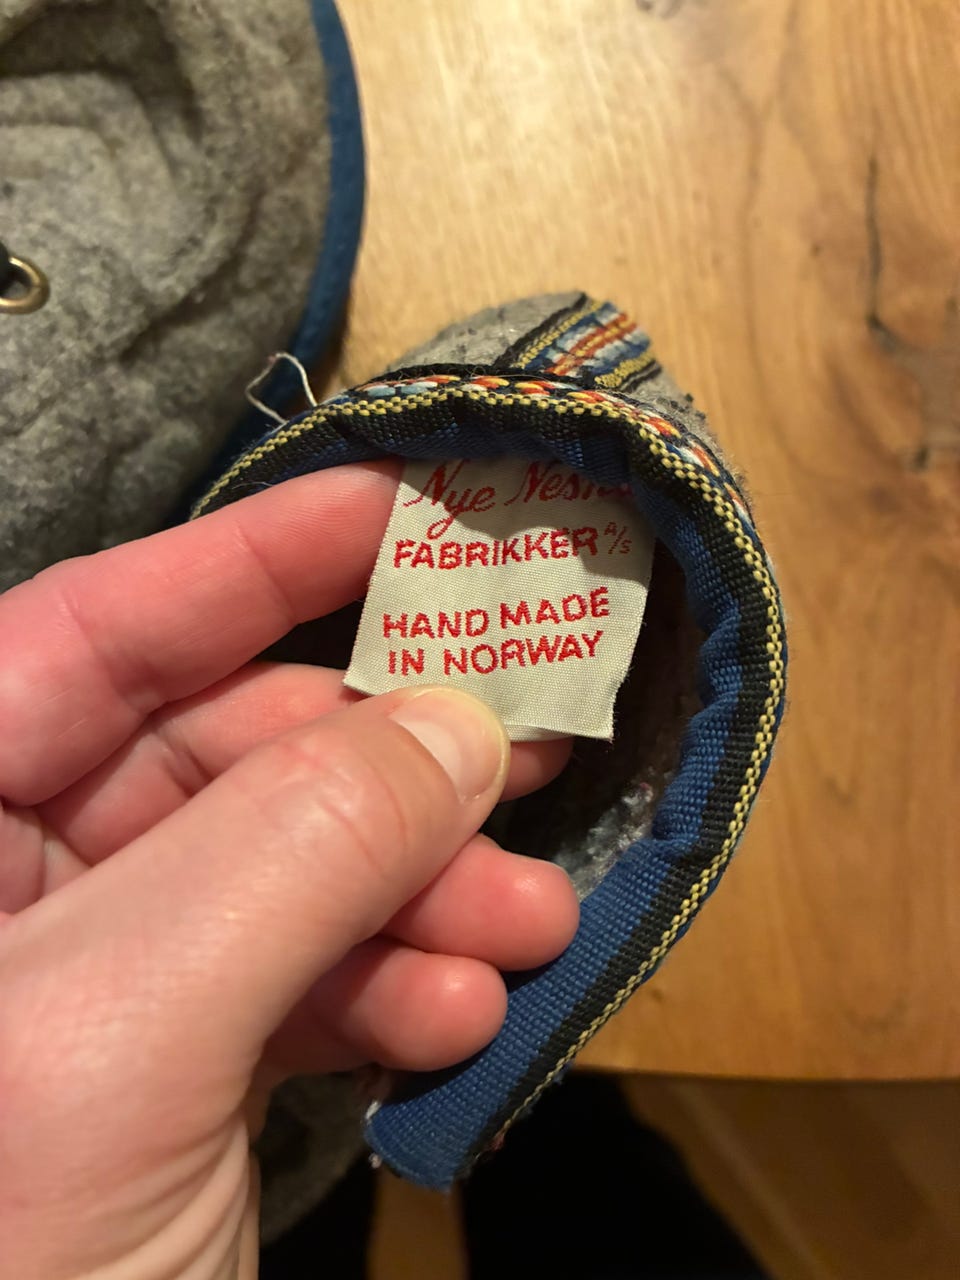 Nye
FABRIKKER A/S
HAND MADE
IN NORWAY